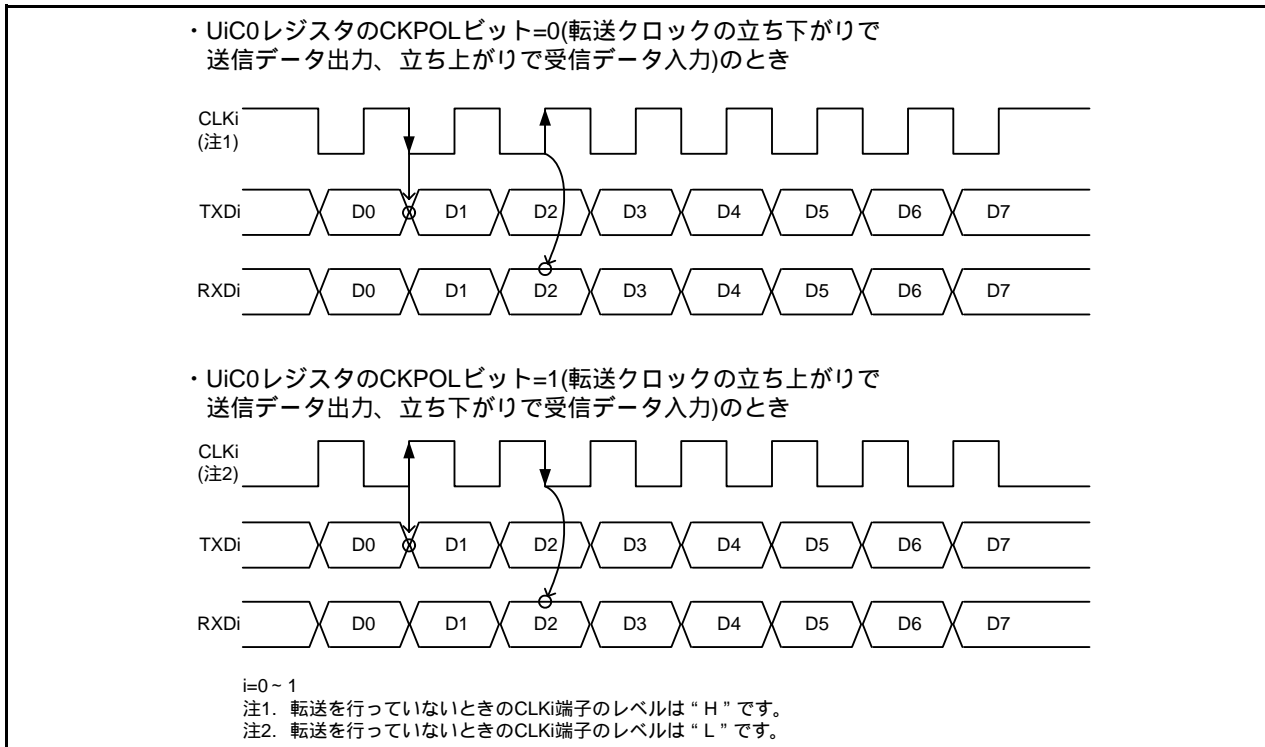 ・UiC0レジスタのCKPOLビット=0(転送クロックの立ち下がりで
送信データ出力、立ち上がりで受信データ入力)のとき
CLKi
(注1)
TXDi D0 D1 D2 D3 D4 D5 D6 D7
RXDi D0 D1 D2 D3 D4 D5 D6 D7
・UiC0レジスタのCKPOLビット=1(転送クロックの立ち上がりで
送信データ出力、立ち下がりで受信データ入力)のとき
CLKi
(注2)
TXDi D0 D1 D2 D3 D4 D5 D6 D7
RXDi D0 D1 D2 D3 D4 D5 D6 D7
i=0~1
注1. 転送を行っていないときのCLKi端子のレベルは“H”です。
注2. 転送を行っていないときのCLKi端子のレベルは“L”です。